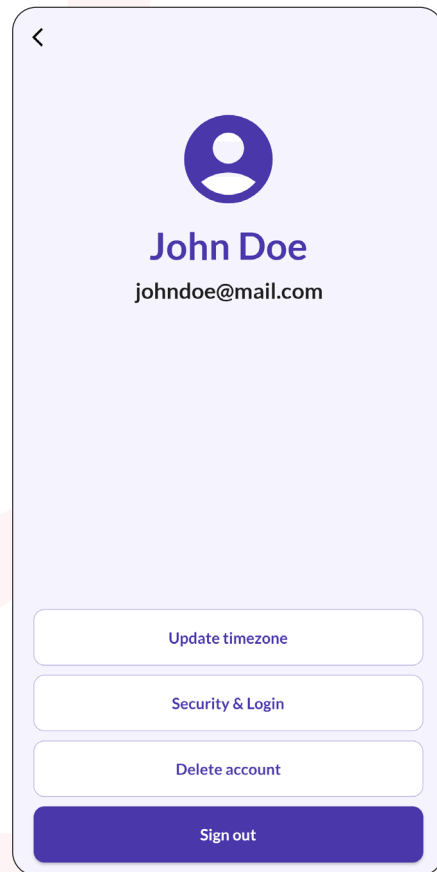 John Doe
johndoe@mail.com
Update timezone
Security & Login
Delete account
Sign out